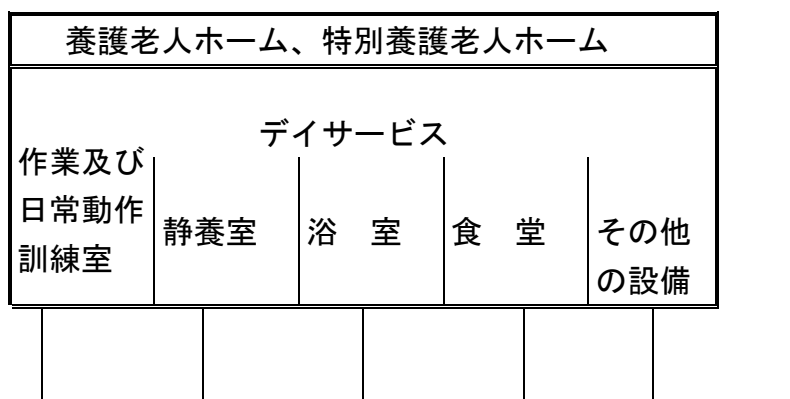 養護老人ホーム、特別養護老人ホーム
デイサービス
作業及び
日常動作
訓練室
静養室
浴　室
食　堂
その他
の設備